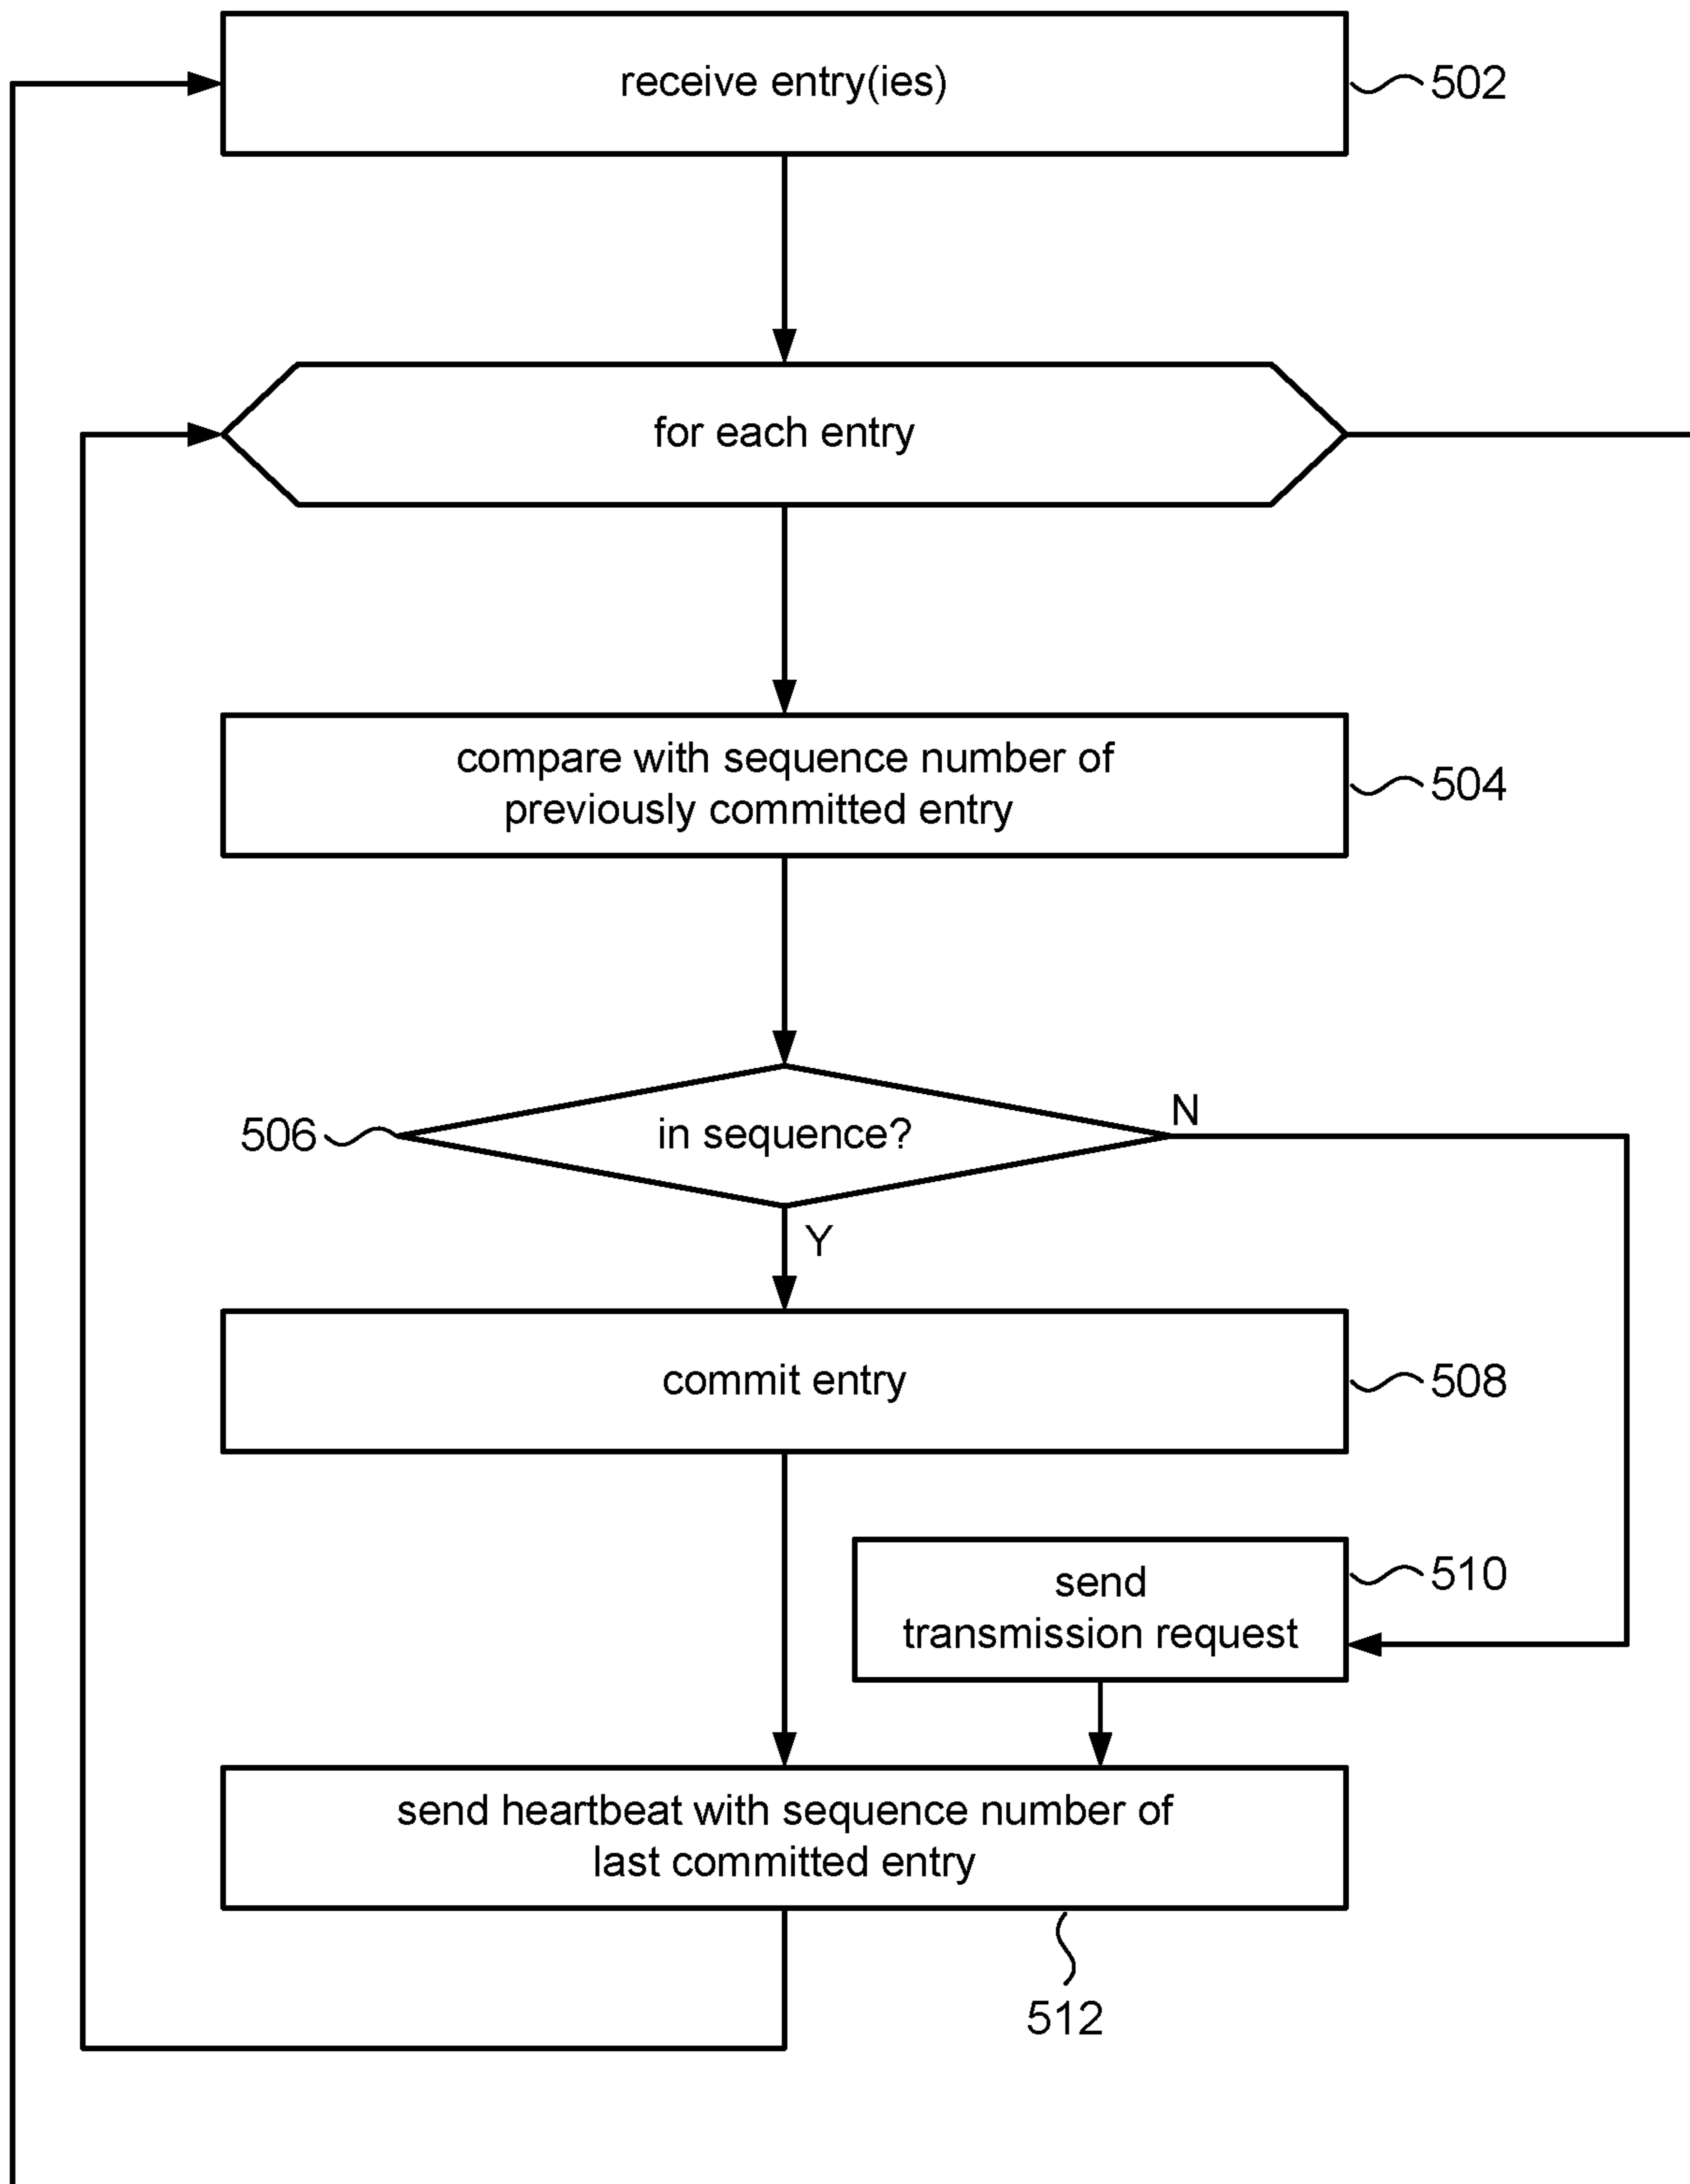 receive entry(ies)
502
for each entry
compare with sequence number of
previously committed entry
504
506
in sequence?
N
Y
commit entry
508
send
transmission request
510
send heartbeat with sequence number of
last committed entry
512